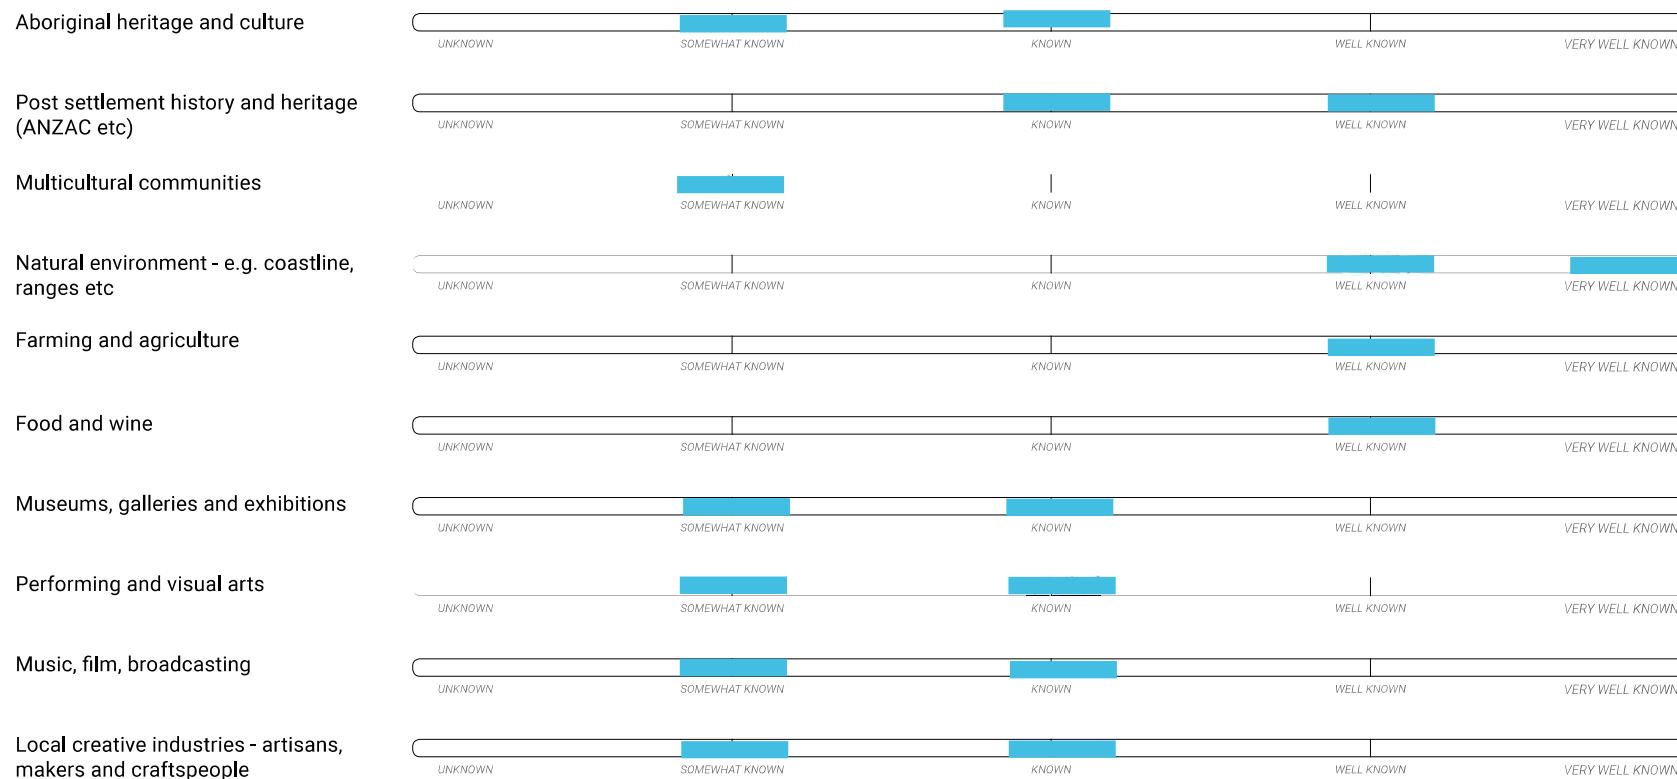 Aboriginal heritage and culture
UNKNOWN SOMEWHAT KNOWN KNOWN WELL KNOWN VERY WELL KNOWN
Post settlement history and heritage
(ANZAC etc)
UNKNOWN SOMEWHAT KNOWN KNOWN WELL KNOWN VERY WELL KNOWN
Multicultural communities
UNKNOWN SOMEWHAT KNOWN KNOWN WELL KNOWN VERY WELL KNOWN
Natural environment - e.g. coastline,
ranges etc
UNKNOWN SOMEWHAT KNOWN KNOWN WELL KNOWN VERY WELL KNOWN
Farming and agriculture
UNKNOWN SOMEWHAT KNOWN KNOWN WELL KNOWN VERY WELL KNOWN
Food and wine
UNKNOWN SOMEWHAT KNOWN KNOWN WELL KNOWN VERY WELL KNOWN
Museums, galleries and exhibitions
UNKNOWN SOMEWHAT KNOWN KNOWN WELL KNOWN VERY WELL KNOWN
Performing and visual arts
UNKNOWN SOMEWHAT KNOWN KNOWN WELL KNOWN VERY WELL KNOWN
Music, film, broadcasting
UNKNOWN SOMEWHAT KNOWN KNOWN WELL KNOWN VERY WELL KNOWN
Local creative industries - artisans,
makers and craftspeople
UNKNOWN SOMEWHAT KNOWN KNOWN WELL KNOWN VERY WELL KNOWN